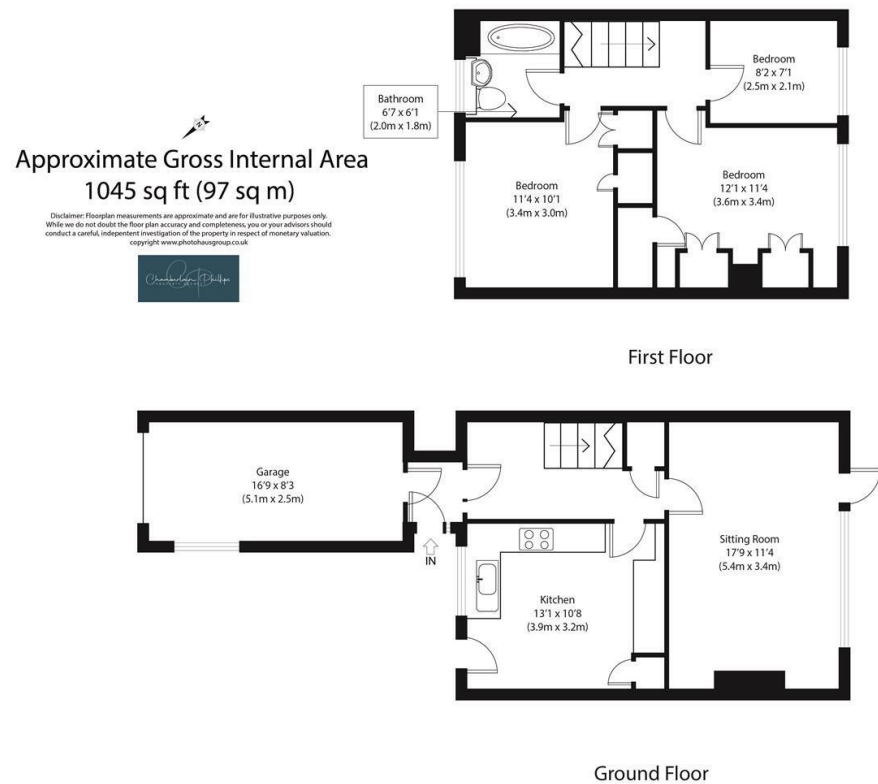 Bathroom
6'7 x 6'1
(2.0m x 1.8m)
Bedroom
8'2 x 7'1
(2.5m x 2.1m)
N
Approximate Gross Internal Area
1045 sq ft (97 sq m)
Disclaimer: Floorplan measurements are approximate and are for illustrative purposes only.
While we do not doubt the floor plan accuracy and completeness, you or your advisors should
conduct a careful, indepentent investigation of the property in respect of monetary valuation.
copyright www.photohausgroup.co.uk
Chamberlain Phillips
Bedroom
11'4 x 10'1
(3.4m x 3.0m)
Bedroom
12'1 x 11'4
(3.6m x 3.4m)
First Floor
Garage
16'9 x 8'3
(5.1m x 2.5m)
IN
Kitchen
13'1 x 10'8
(3.9m x 3.2m)
Sitting Room
17'9 x 11'4
(5.4m x 3.4m)
Ground Floor